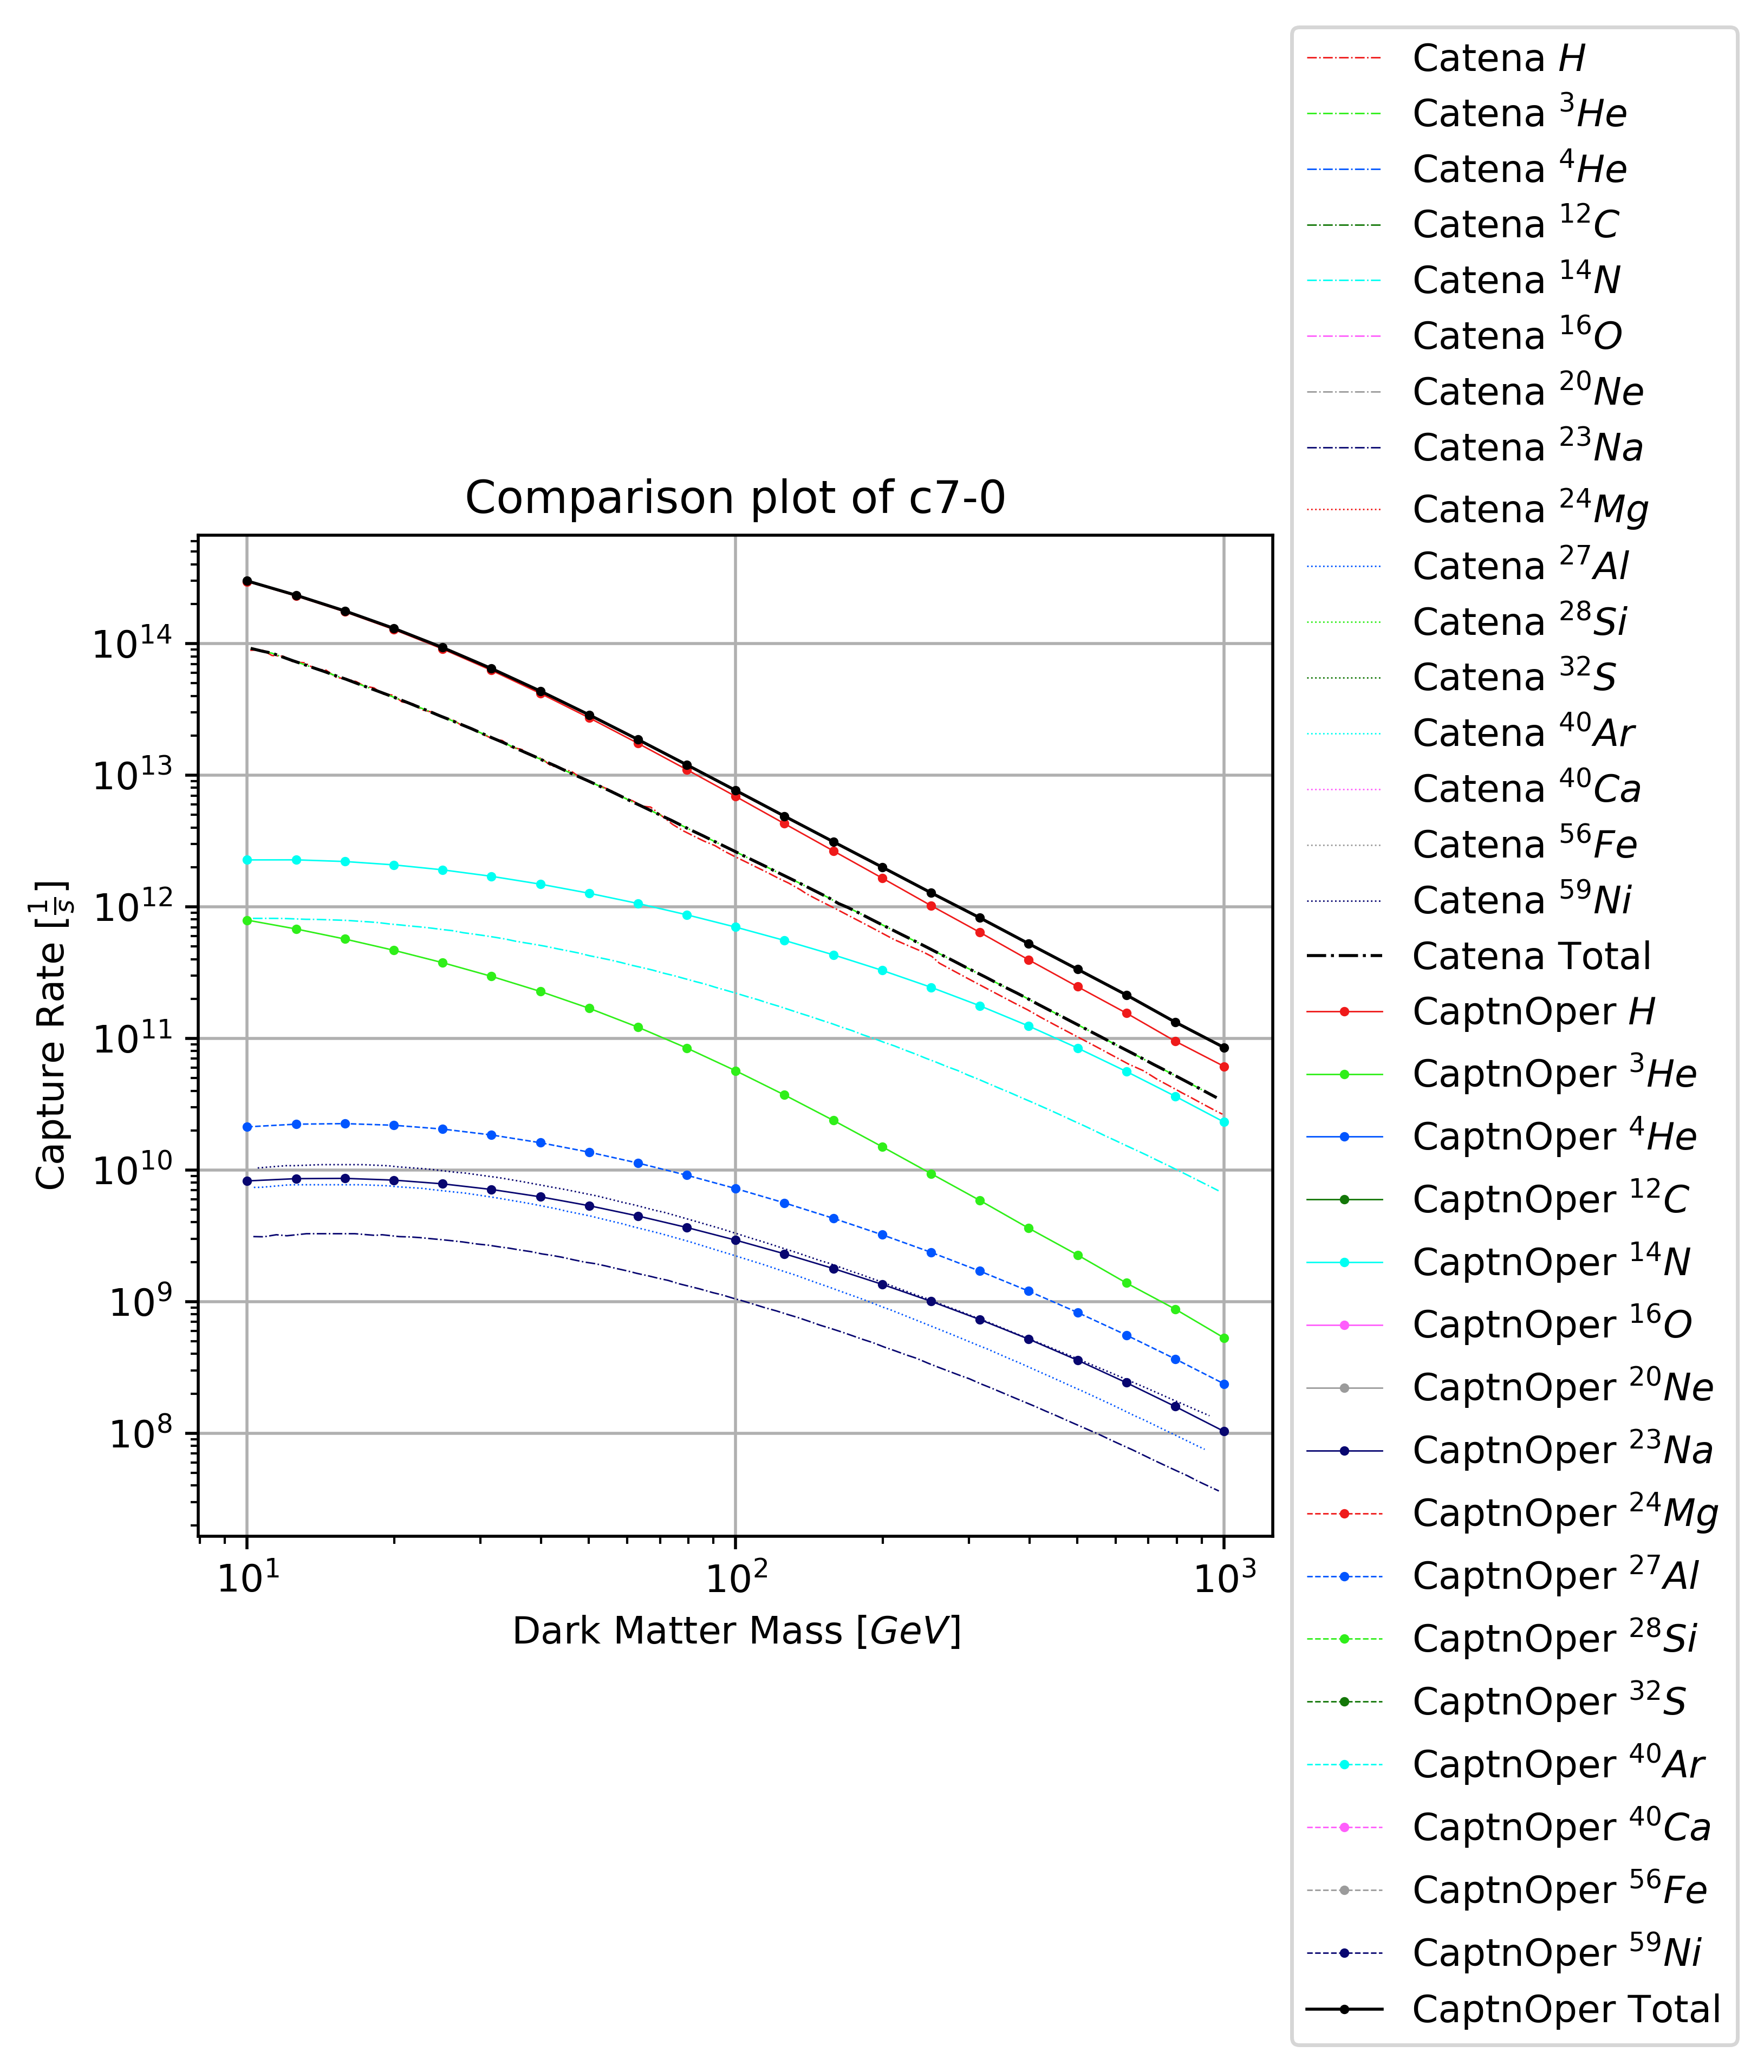 Comparison plot of c7-0
Capture Rate [1/s]
10^14
10^13
10^12
10^11
10^10
10^9
10^8
10^1
10^2
10^3
Dark Matter Mass [GeV]
Catena H
Catena ^3He
Catena ^4He
Catena ^12C
Catena ^14N
Catena ^16O
Catena ^20Ne
Catena ^23Na
Catena ^24Mg
Catena ^27Al
Catena ^28Si
Catena ^32S
Catena ^40Ar
Catena ^40Ca
Catena ^56Fe
Catena ^59Ni
Catena Total
CaptnOper H
CaptnOper ^3He
CaptnOper ^4He
CaptnOper ^12C
CaptnOper ^14N
CaptnOper ^16O
CaptnOper ^20Ne
CaptnOper ^23Na
CaptnOper ^24Mg
CaptnOper ^27Al
CaptnOper ^28Si
CaptnOper ^32S
CaptnOper ^40Ar
CaptnOper ^40Ca
CaptnOper ^56Fe
CaptnOper ^59Ni
CaptnOper Total